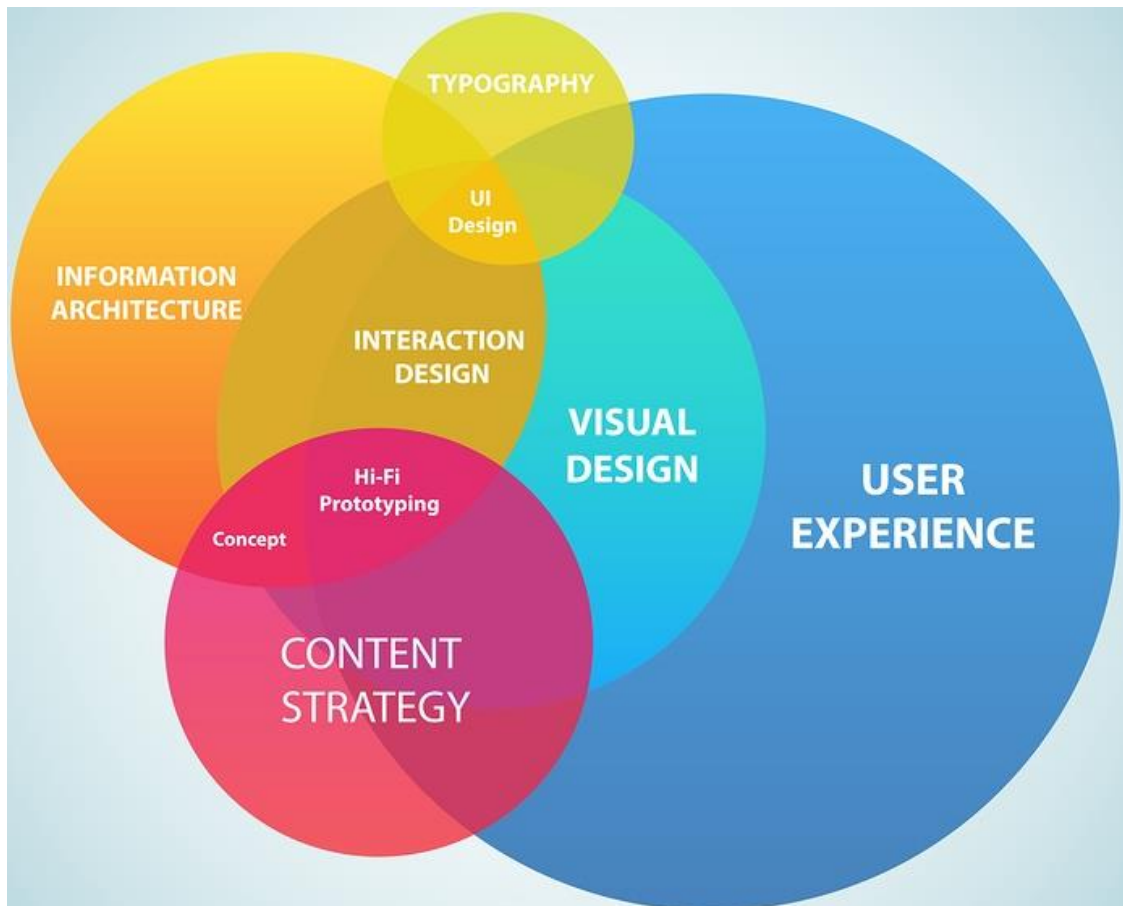 TYPOGRAPHY
UI
Design
INFORMATION
ARCHITECTURE
INTERACTION
DESIGN
VISUAL
DESIGN
USER
EXPERIENCE
Hi-Fi
Prototyping
Concept
CONTENT
STRATEGY